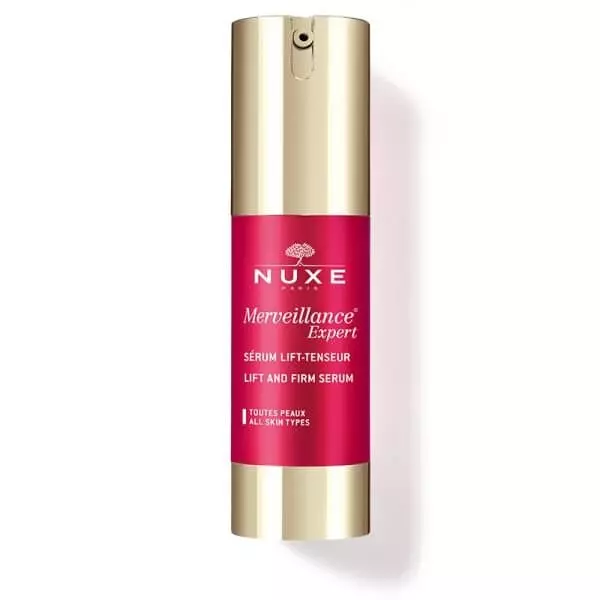 NUXE
PARIS
Merveillance®
Expert
SÉRUM LIFT-TENSEUR
LIFT AND FIRM SERUM
TOUTES PEAUX
ALL SKIN TYPES